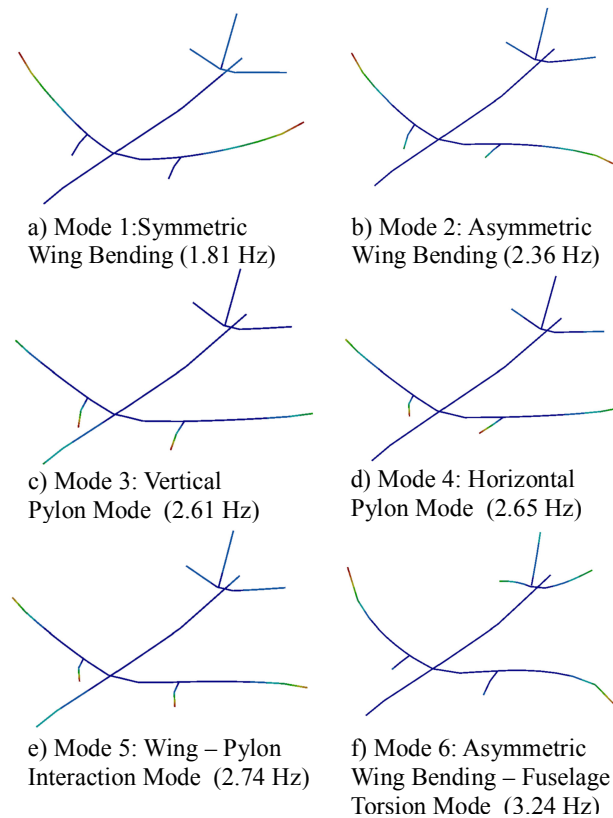 a) Mode 1:Symmetric
Wing Bending (1.81 Hz)
b) Mode 2: Asymmetric
Wing Bending (2.36 Hz)
c) Mode 3: Vertical
Pylon Mode (2.61 Hz)
d) Mode 4: Horizontal
Pylon Mode (2.65 Hz)
e) Mode 5: Wing – Pylon
Interaction Mode (2.74 Hz)
f) Mode 6: Asymmetric
Wing Bending – Fuselage
Torsion Mode (3.24 Hz)